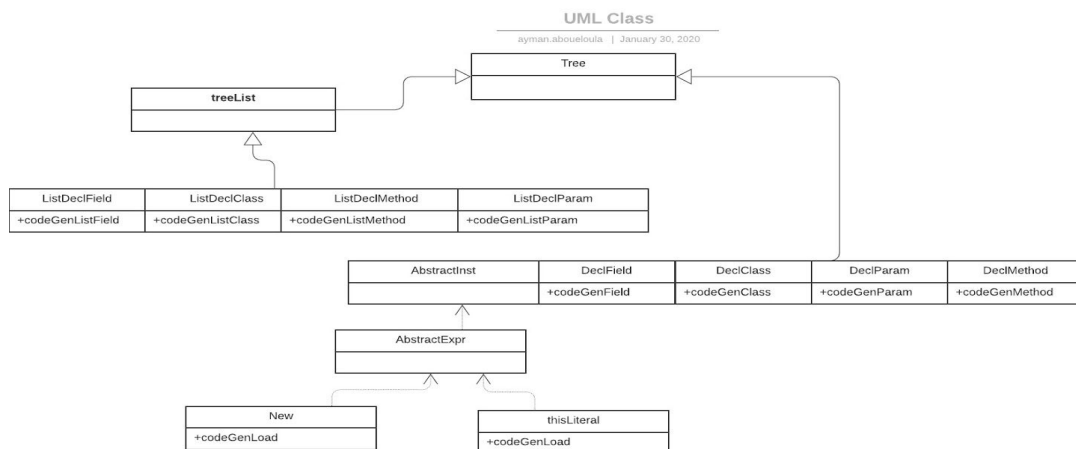 UML Class
ayman.aboueloula | January 30, 2020
Tree
treeList
ListDeclField ListDeclClass ListDeclMethod ListDeclParam
+codeGenListField +codeGenListClass +codeGenListMethod +codeGenListParam
AbstractInst DeclField DeclClass DeclParam DeclMethod
+codeGenField +codeGenClass +codeGenParam +codeGenMethod
AbstractExpr
New
+codeGenLoad
thisLiteral
+codeGenLoad